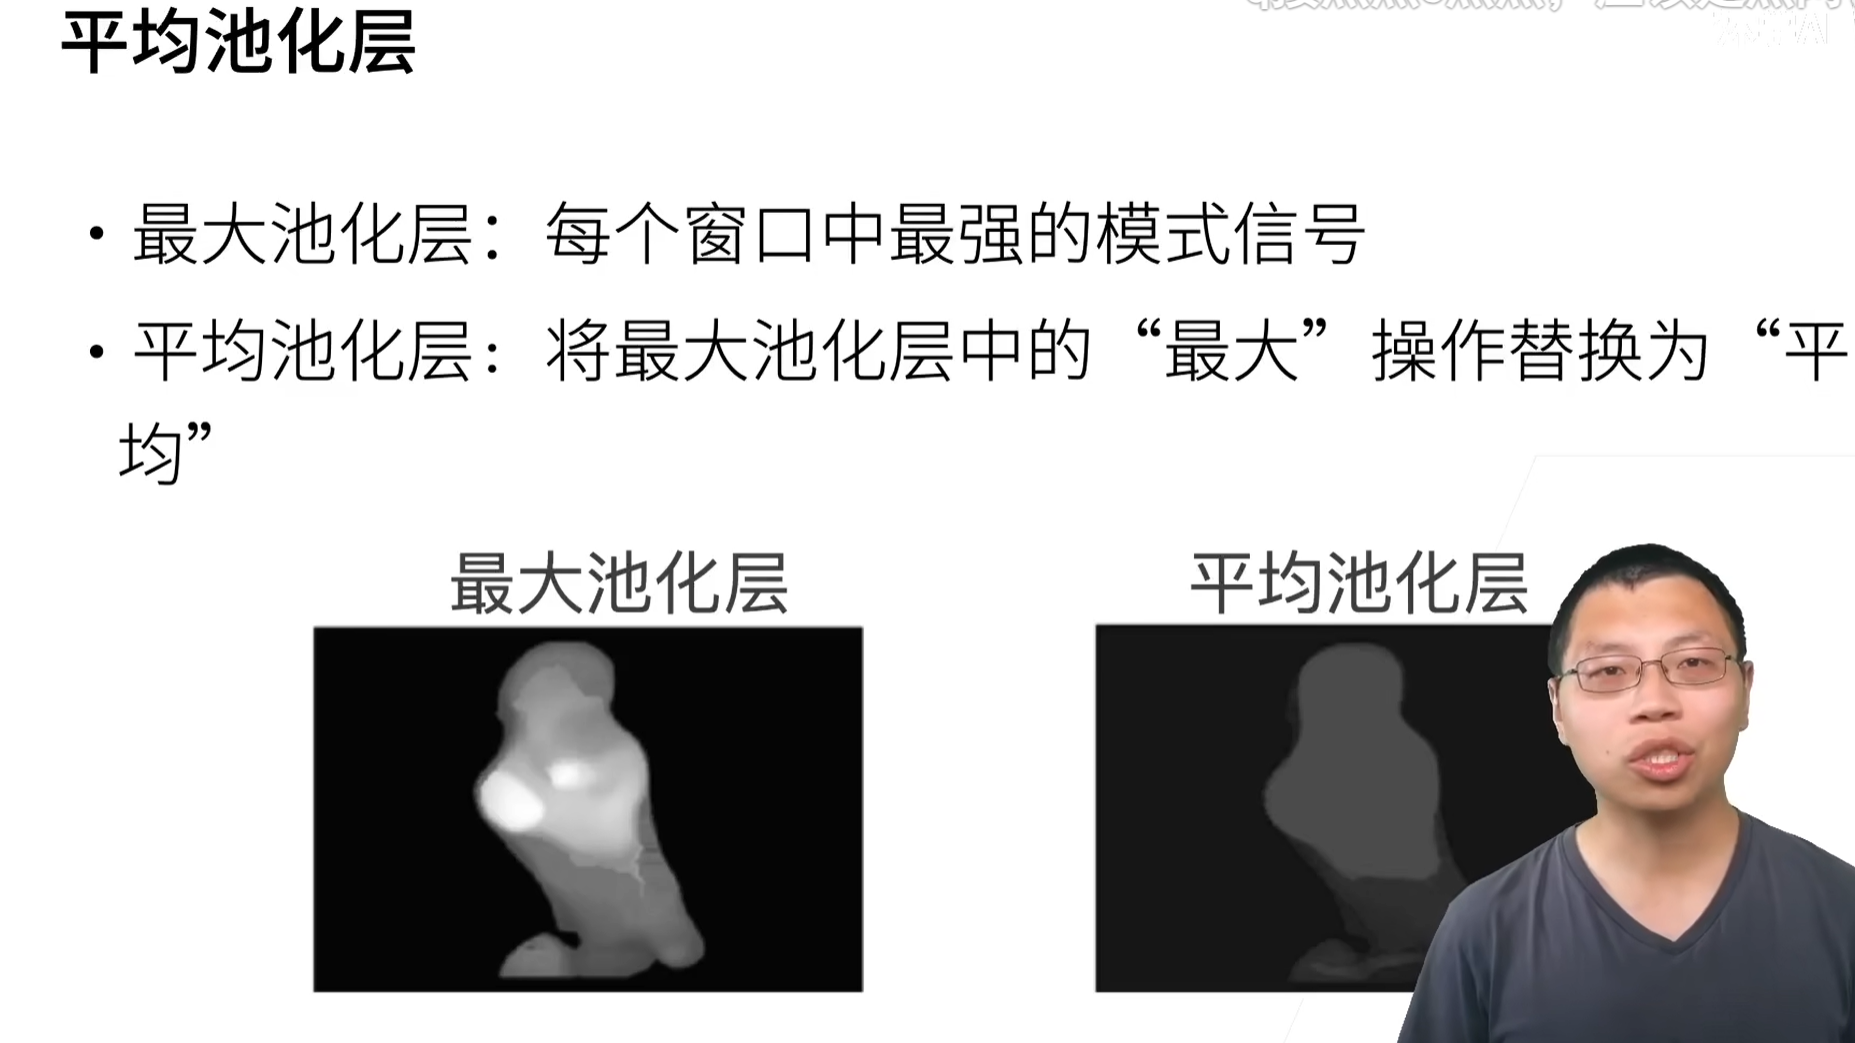 平均池化层
• 最大池化层：每个窗口中最强的模式信号
• 平均池化层：将最大池化层中的“最大”操作替换为“平
均”
最大池化层
平均池化层